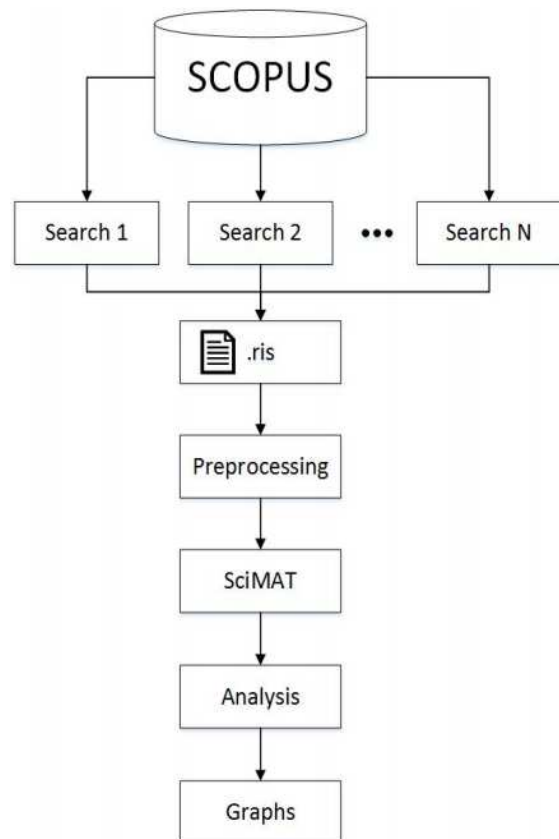 SCOPUS
Search 1
Search 2
•••
Search N
.ris
Preprocessing
SciMAT
Analysis
Graphs